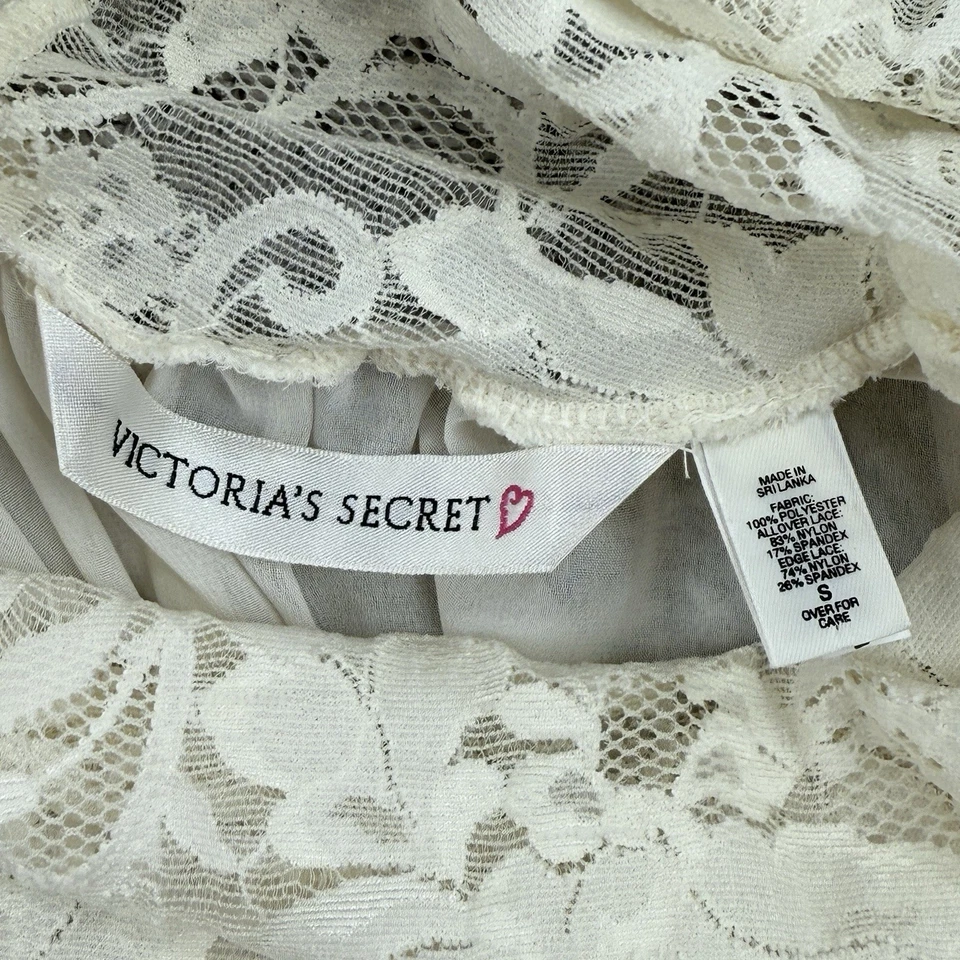 VICTORIA'S SECRET
MADE IN
SRI LANKA
FABRIC:
100% POLYESTER
ALLOVER LACE:
83% NYLON
17% SPANDEX
EDGE LACE:
74% NYLON
26% SPANDEX
S
OVER FOR
CARE